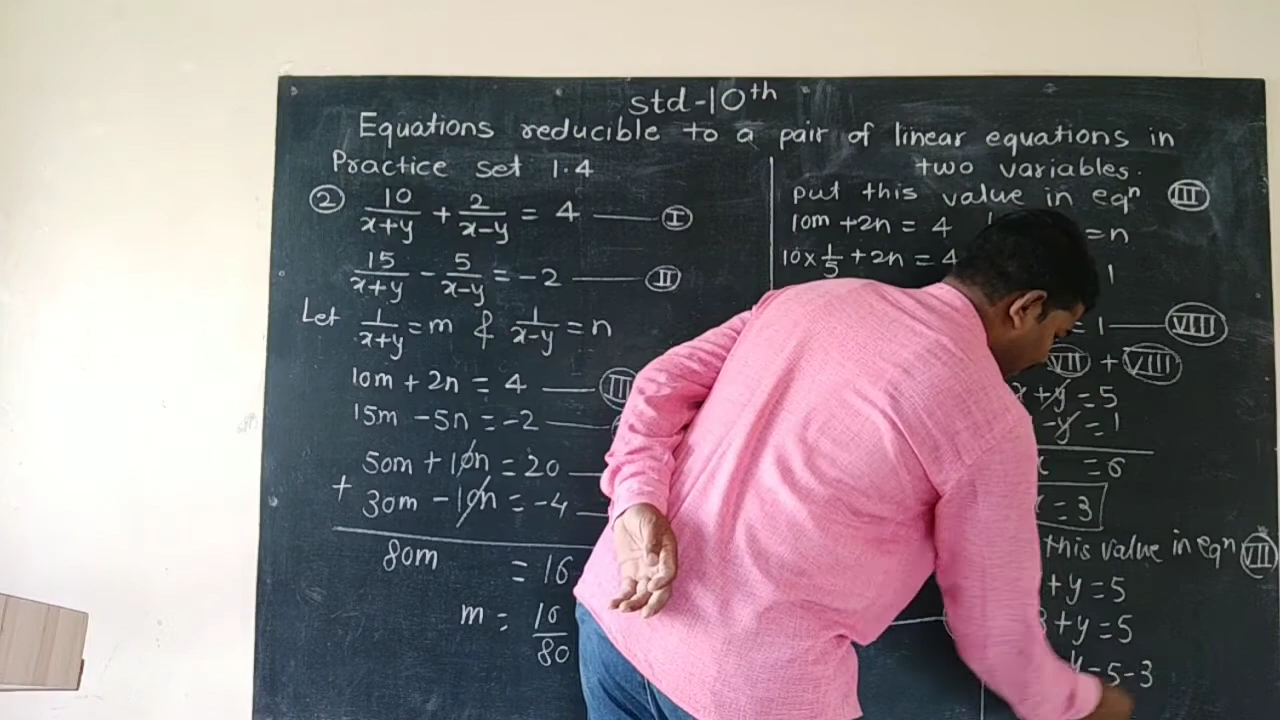 std-10th
Equations reducible to a pair of linear equations in
two variables.
Practice set 1.4
② 10/(x+y) + 2/(x-y) = 4 —— Ⅰ
15/(x+y) - 5/(x-y) = -2 —— Ⅱ
Let 1/(x+y) = m & 1/(x-y) = n
10m + 2n = 4 —— Ⅲ
15m - 5n = -2 ——
50m + 10n = 20 —
+ 30m - 10n = -4 —
80m = 16
m = 16/80
put this value in eqn Ⅲ
10m + 2n = 4
10 × 1/5 + 2n = 4
= n
1
= 1 —— Ⅷ
Ⅶ + Ⅷ
x + y = 5
- y = 1
= 6
x = 3
this value in eqn Ⅶ
+ y = 5
3 + y = 5
y = 5 - 3